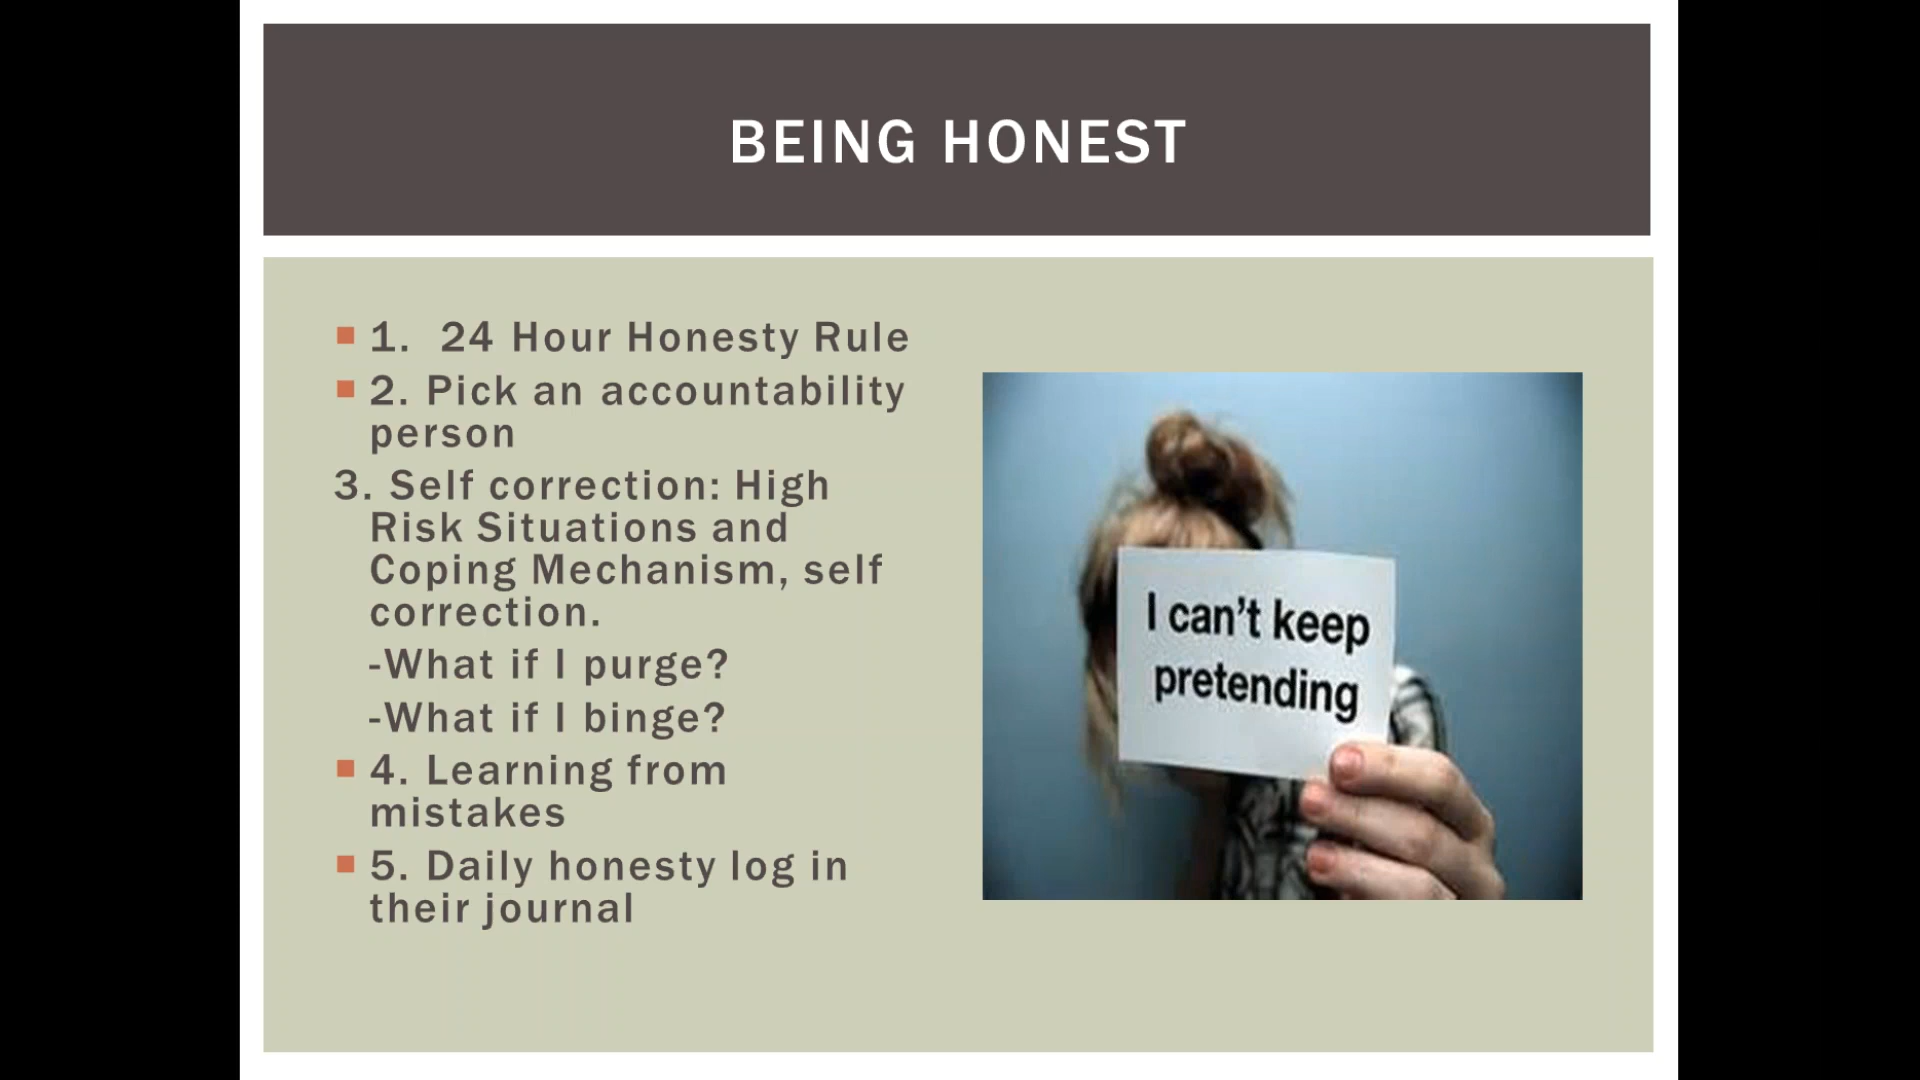 BEING HONEST
1. 24 Hour Honesty Rule
2. Pick an accountability
person
3. Self correction: High
Risk Situations and
Coping Mechanism, self
correction.
-What if I purge?
-What if I binge?
4. Learning from
mistakes
5. Daily honesty log in
their journal
I can't keep
pretending